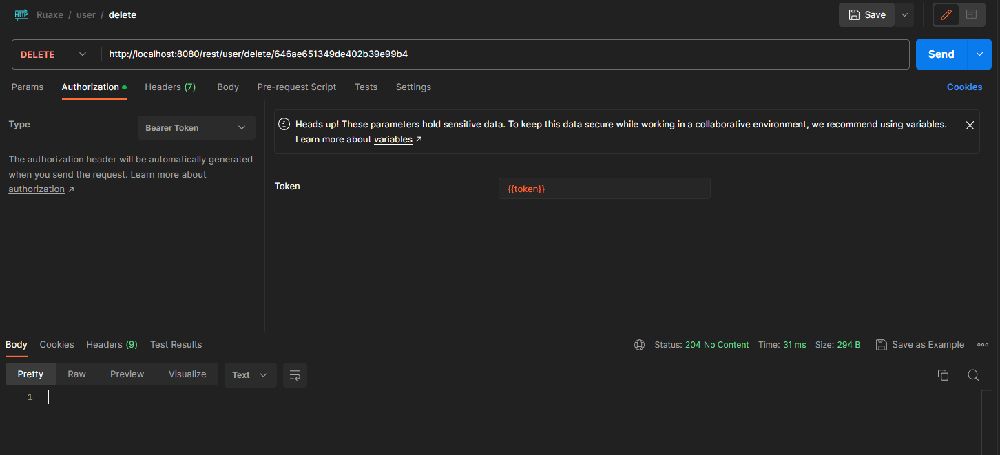 HTTP Ruaxe / user / delete Save
DELETE http://localhost:8080/rest/user/delete/646ae651349de402b39e99b4 Send
Params Authorization Headers (7) Body Pre-request Script Tests Settings Cookies
Type Bearer Token
The authorization header will be automatically generated
when you send the request. Learn more about
authorization ↗
Heads up! These parameters hold sensitive data. To keep this data secure while working in a collaborative environment, we recommend using variables.
Learn more about variables ↗
Token {{token}}
Body Cookies Headers (9) Test Results Status: 204 No Content Time: 31 ms Size: 294 B Save as Example
Pretty Raw Preview Visualize Text
1